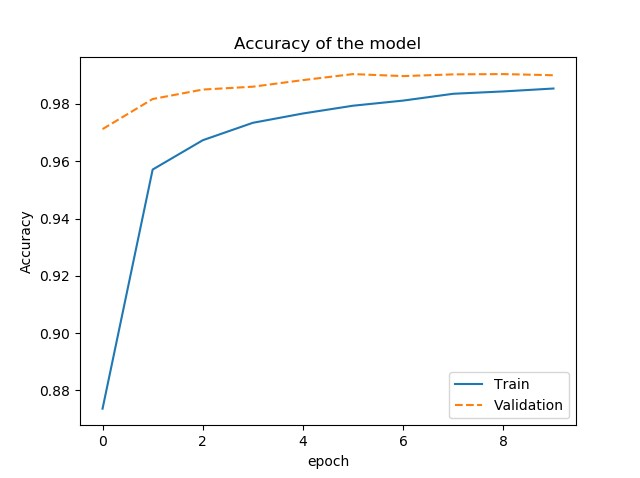 Accuracy of the model
Accuracy
0.98
0.96
0.94
0.92
0.90
0.88
0 2 4 6 8
epoch
Train
Validation